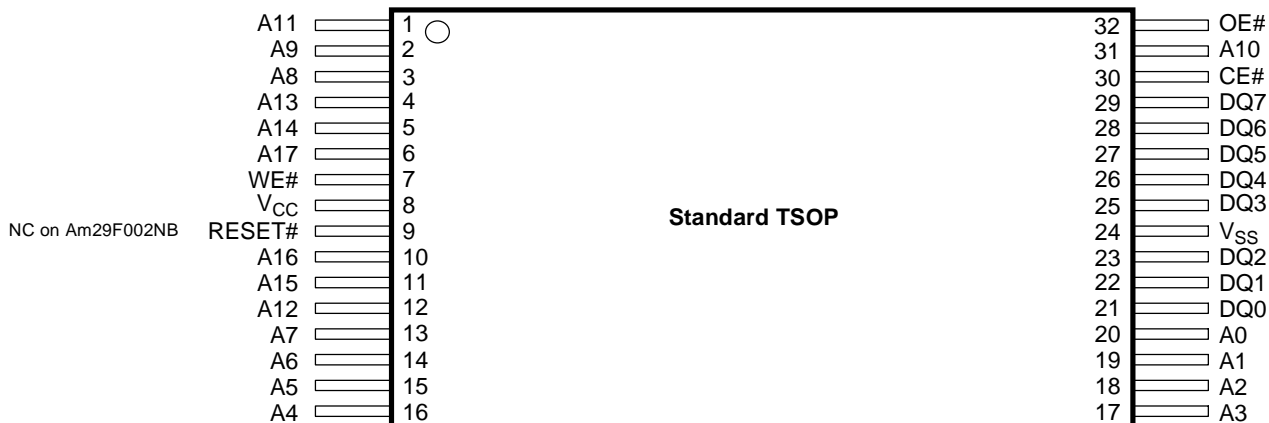 A11 1 32 OE#
A9 2 31 A10
A8 3 30 CE#
A13 4 29 DQ7
A14 5 28 DQ6
A17 6 27 DQ5
WE# 7 26 DQ4
VCC 8 Standard TSOP 25 DQ3
NC on Am29F002NB RESET# 9 24 VSS
A16 10 23 DQ2
A15 11 22 DQ1
A12 12 21 DQ0
A7 13 20 A0
A6 14 19 A1
A5 15 18 A2
A4 16 17 A3